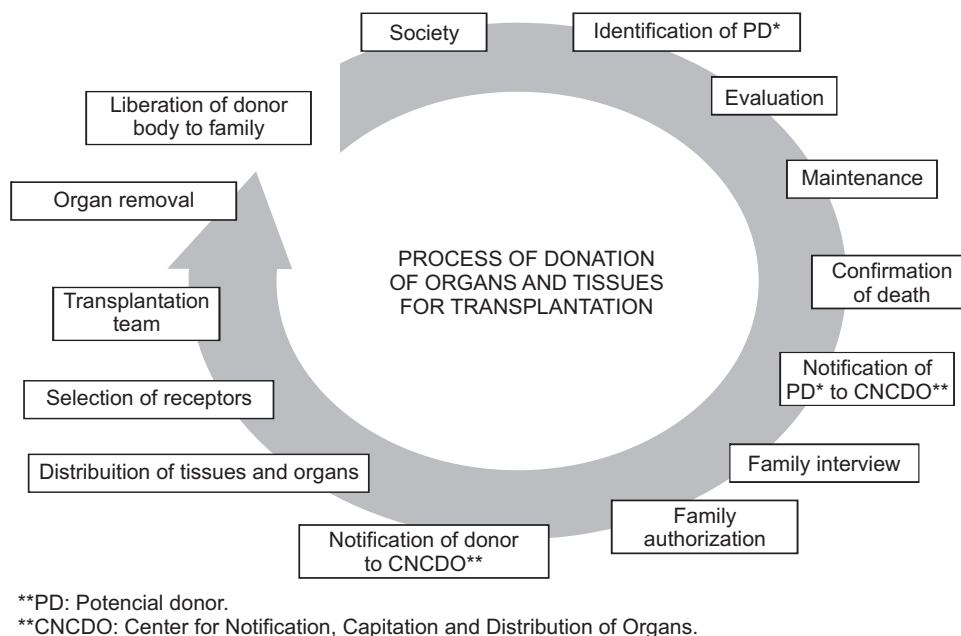 Society
Identification of PD*
Evaluation
Maintenance
Confirmation
of death
Notification of
PD* to CNCDO**
Family interview
Family
authorization
Notification of donor
to CNCDO**
Distribuition of tissues and organs
Selection of receptors
Transplantation
team
Organ removal
Liberation of donor
body to family
PROCESS OF DONATION
OF ORGANS AND TISSUES
FOR TRANSPLANTATION
**PD: Potencial donor.
**CNCDO: Center for Notification, Capitation and Distribution of Organs.